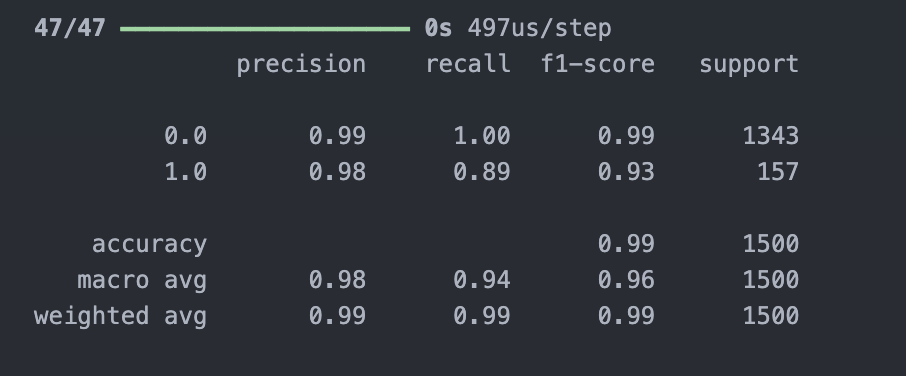 47/47 ━━━━━━━━━━━━━━━━━━━━ 0s 497us/step
precision recall f1-score support
0.0 0.99 1.00 0.99 1343
1.0 0.98 0.89 0.93 157
accuracy 0.99 1500
macro avg 0.98 0.94 0.96 1500
weighted avg 0.99 0.99 0.99 1500